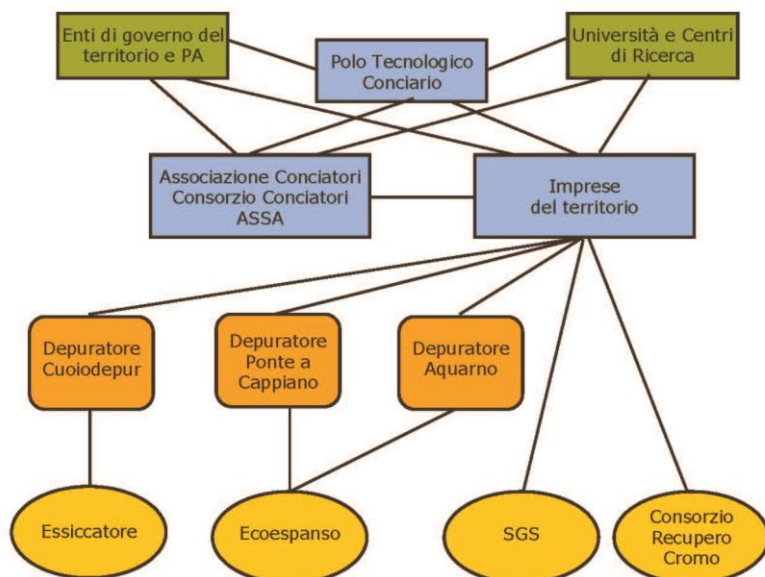 Enti di governo del
territorio e PA
Polo Tecnologico
Conciario
Università e Centri
di Ricerca
Associazione Conciatori
Consorzio Conciatori
ASSA
Imprese
del territorio
Depuratore
Cuoiodepur
Depuratore
Ponte a
Cappiano
Depuratore
Aquarno
Essiccatore
Ecoespanso
SGS
Consorzio
Recupero
Cromo